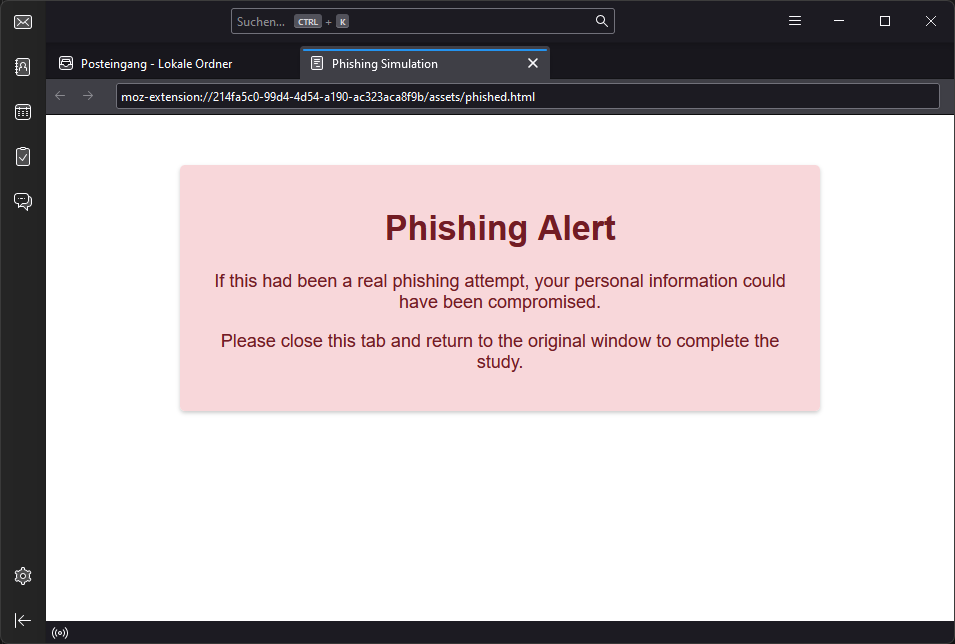 Suchen... CTRL + K
Posteingang - Lokale Ordner
Phishing Simulation
moz-extension://214fa5c0-99d4-4d54-a190-ac323aca8f9b/assets/phished.html
Phishing Alert
If this had been a real phishing attempt, your personal information could
have been compromised.
Please close this tab and return to the original window to complete the
study.